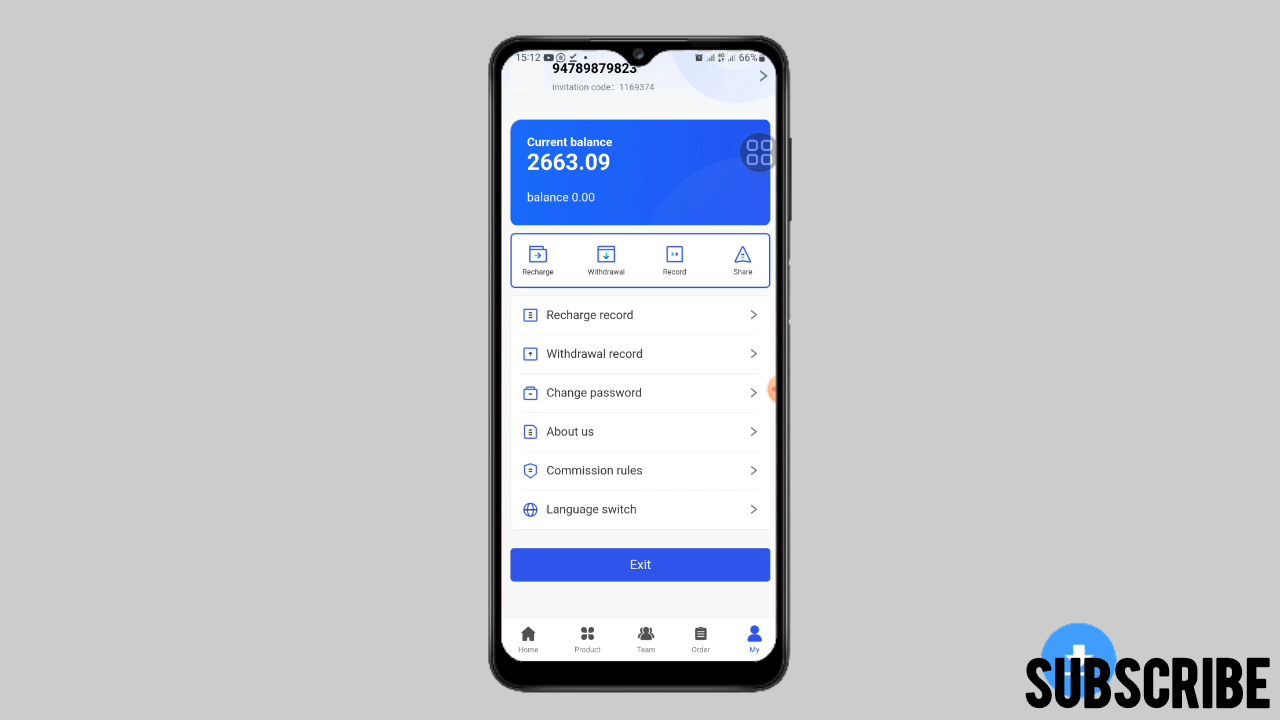 15:12 66%
94789879823
invitation code: 1169374
Current balance
2663.09
balance 0.00
Recharge Withdrawal Record Share
Recharge record
Withdrawal record
Change password
About us
Commission rules
Language switch
Exit
Home Product Team Order My
SUBSCRIBE